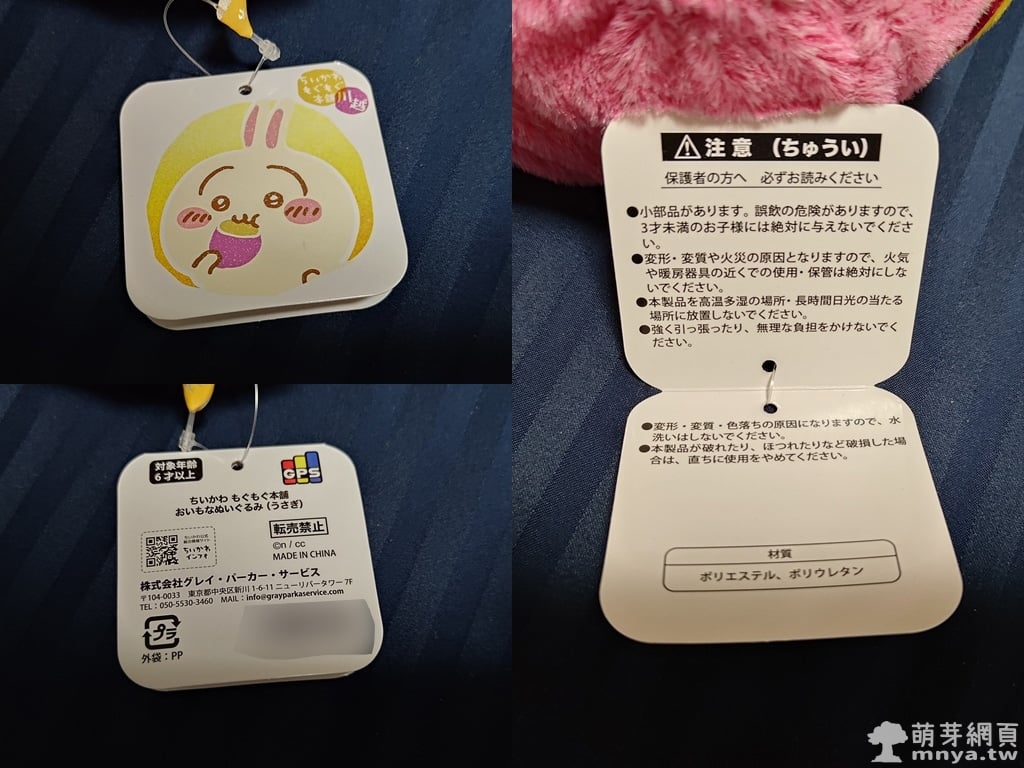 ちいかわ
もぐもぐ
本舗川越
対象年齢
6才以上
GPS
ちいかわ もぐもぐ本舗
おいもなぬいぐるみ (うさぎ)
転売禁止
ちいかわ
インフォ
©n / cc
MADE IN CHINA
株式会社グレイ・パーカー・サービス
〒104-0033 東京都中央区新川 1-6-11 ニューリバータワー 7F
TEL : 050-5530-3460 MAIL : info@grayparkaservice.com
プラ
外袋 : PP
注意 (ちゅうい)
保護者の方へ 必ずお読みください
●小部品があります。誤飲の危険がありますので、
3才未満のお子様には絶対に与えないでくださ
い。
●変形・変質や火災の原因となりますので、火気
や暖房器具の近くでの使用・保管は絶対にしな
いでください。
●本製品を高温多湿の場所・長時間日光の当たる
場所に放置しないでください。
●強く引っ張ったり、無理な負担をかけないでく
ださい。
●変形・変質・色落ちの原因になりますので、水
洗いはしないでください。
●本製品が破れたり、ほつれたりなど破損した場
合は、直ちに使用をやめてください。
材質
ポリエステル、ポリウレタン
萌芽網頁
mnya.tw